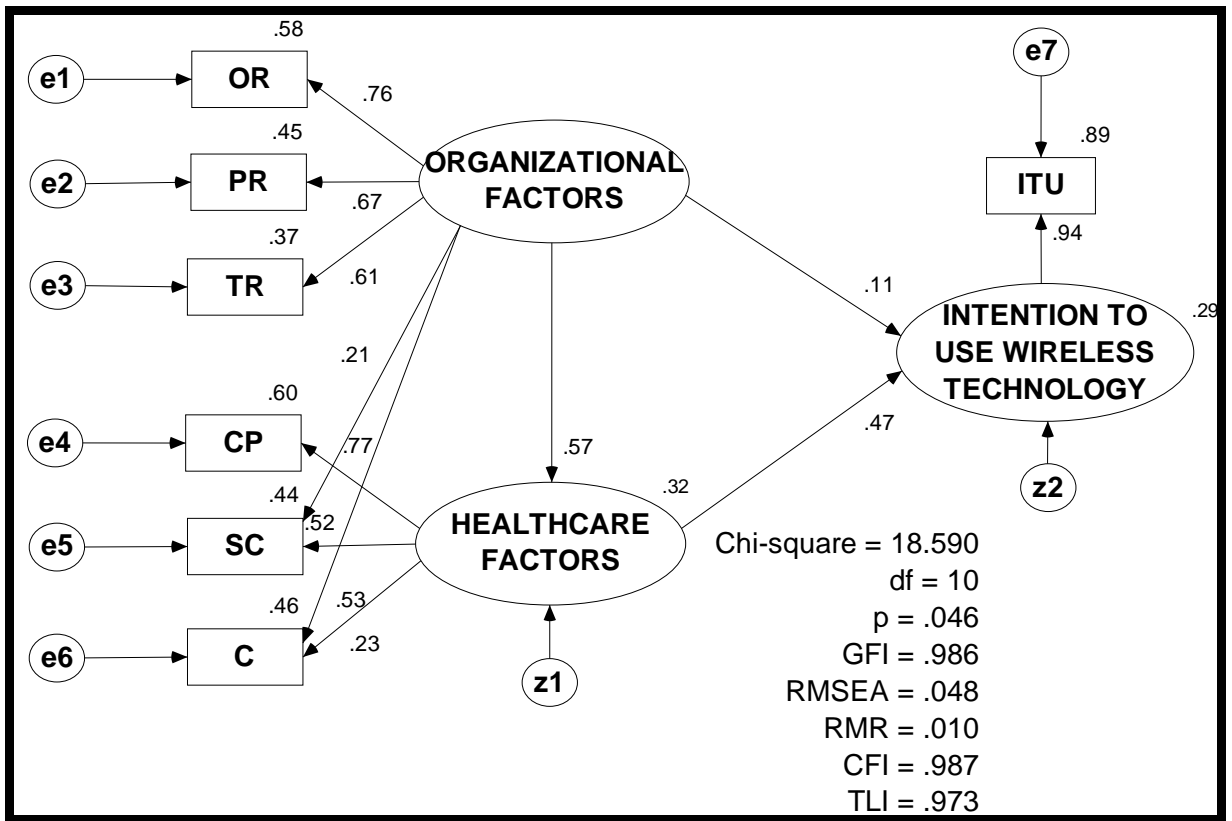 .58
e1
OR
.76
e7
.45
.89
e2
PR
.67
ORGANIZATIONAL
FACTORS
ITU
.37
.94
e3
TR
.61
.11
INTENTION TO
USE WIRELESS
TECHNOLOGY
.29
.21
.60
e4
CP
.77
.57
.47
.44
.32
z2
e5
SC
.52
HEALTHCARE
FACTORS
.46
.53
e6
C
.23
z1
Chi-square = 18.590
df = 10
p = .046
GFI = .986
RMSEA = .048
RMR = .010
CFI = .987
TLI = .973